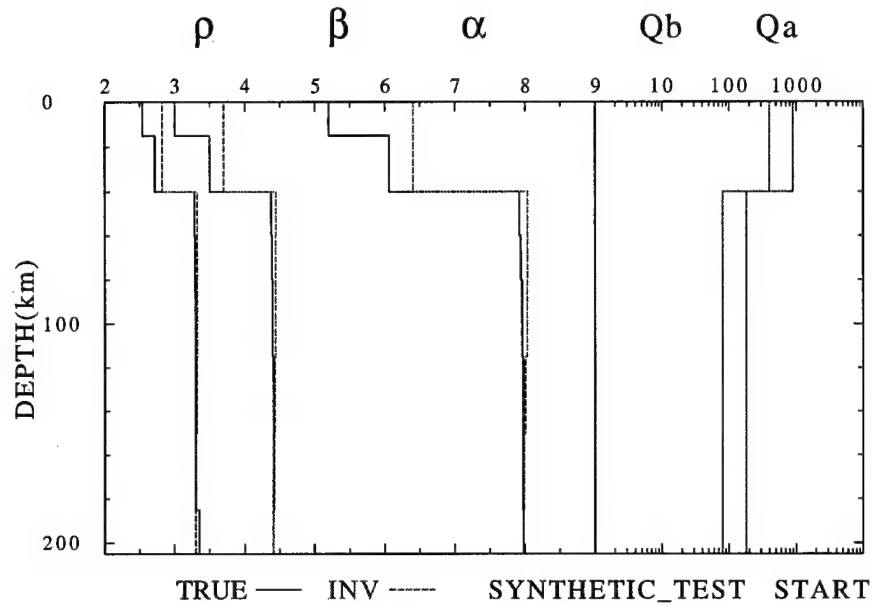 ρ β α Qb Qa
2 3 4 5 6 7 8 9 10 100 1000
0
100
200
DEPTH(km)
TRUE INV SYNTHETIC_TEST START